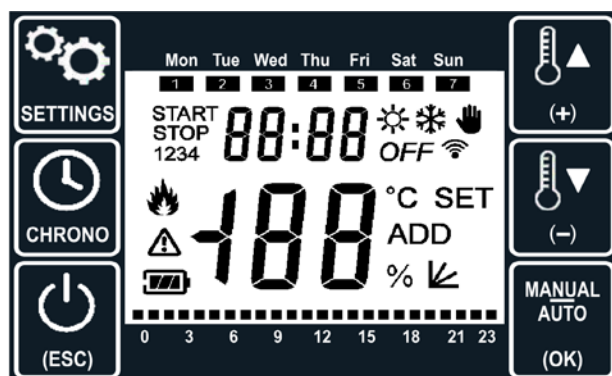 Mon Tue Wed Thu Fri Sat Sun
1 2 3 4 5 6 7
SETTINGS
START
STOP
1234
88:88
OFF
(+)
CHRONO
-188
°C SET
ADD
%
(–)
0 3 6 9 12 15 18 21 23
(ESC)
MANUAL
AUTO
(OK)